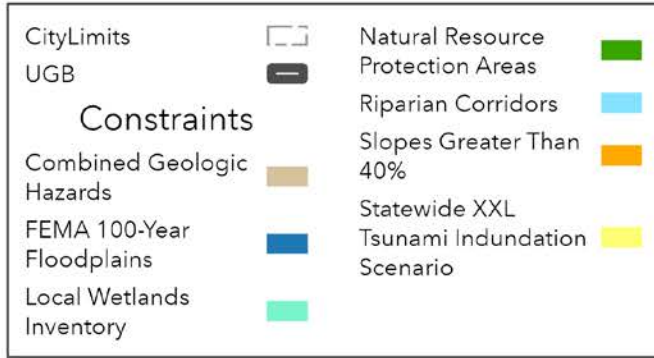 CityLimits
UGB
Constraints
Combined Geologic
Hazards
FEMA 100-Year
Floodplains
Local Wetlands
Inventory
Natural Resource
Protection Areas
Riparian Corridors
Slopes Greater Than
40%
Statewide XXL
Tsunami Indundation
Scenario